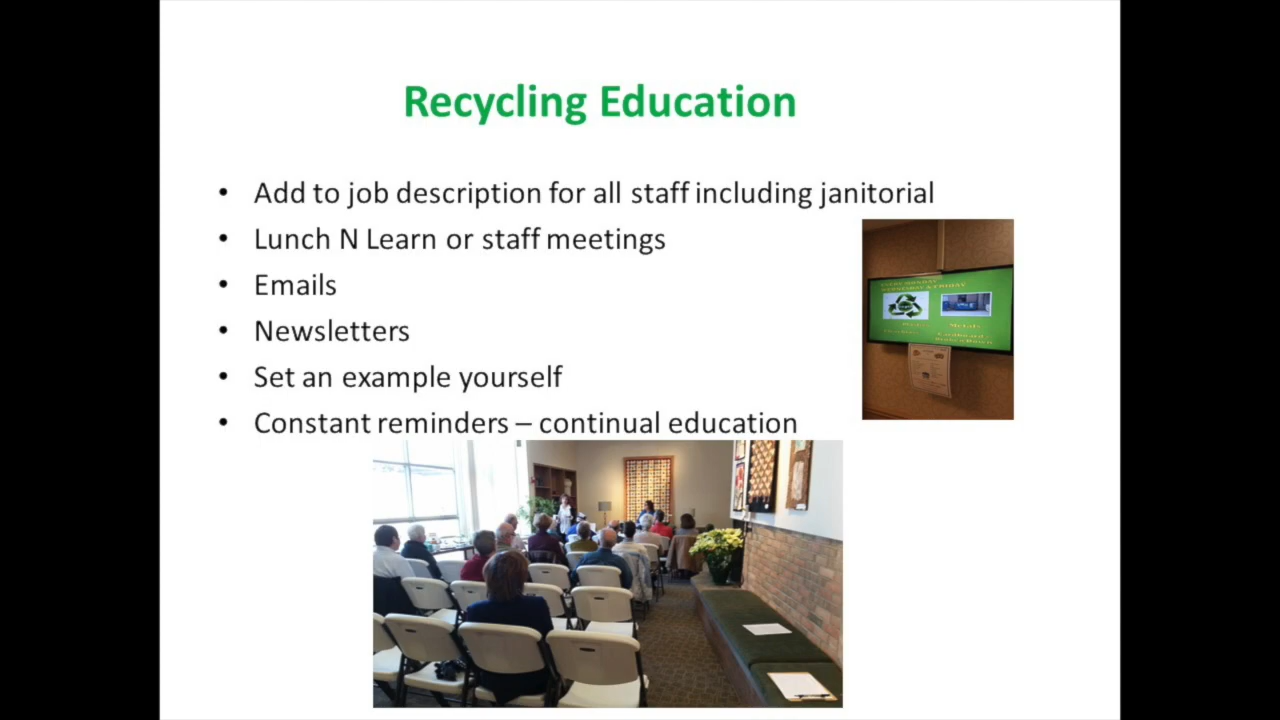 Recycling Education
• Add to job description for all staff including janitorial
• Lunch N Learn or staff meetings
• Emails
• Newsletters
• Set an example yourself
• Constant reminders – continual education